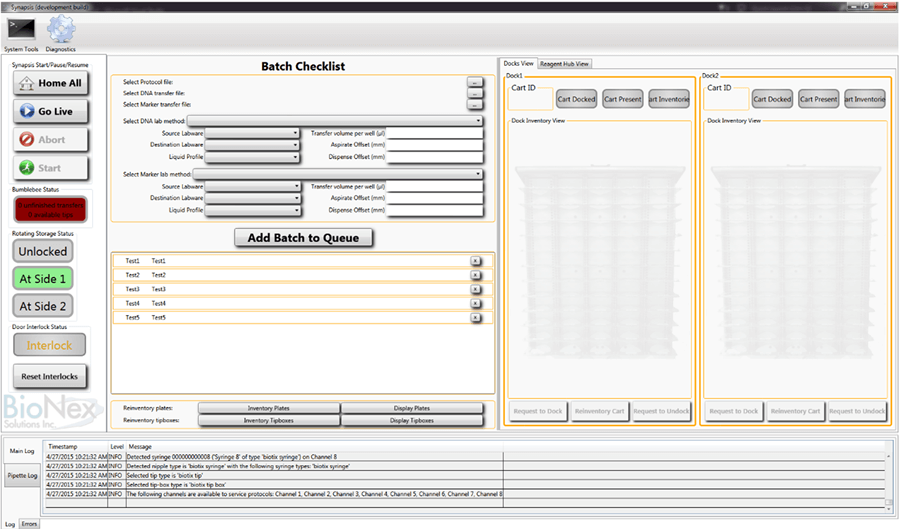 Synapsis (development build)
System Tools Diagnostics
Synapsis Start/Pause/Resume
Home All
Go Live
Abort
Start
Bumblebee Status
0 unfinished transfers
0 available tips
Rotating Storage Status
Unlocked
At Side 1
At Side 2
Door Interlock Status
Interlock
Reset Interlocks
BioNex
Solutions Inc.
Batch Checklist
Select Protocol file: ...
Select DNA transfer file: ...
Select Marker transfer file: ...
Select DNA lab method:
Source Labware Transfer volume per well (µl)
Destination Labware Aspirate Offset (mm)
Liquid Profile Dispense Offset (mm)
Select Marker lab method:
Source Labware Transfer volume per well (µl)
Destination Labware Aspirate Offset (mm)
Liquid Profile Dispense Offset (mm)
Add Batch to Queue
Test1 Test1 x
Test2 Test2 x
Test3 Test3 x
Test4 Test4 x
Test5 Test5 x
Reinventory plates: Inventory Plates Display Plates
Reinventory tipboxes: Inventory Tipboxes Display Tipboxes
Docks View Reagent Hub View
Dock1
Cart ID
Cart Docked Cart Present art Inventorie
Dock Inventory View
Request to Dock Reinventory Cart Request to Undock
Dock2
Cart ID
Cart Docked Cart Present art Inventorie
Dock Inventory View
Request to Dock Reinventory Cart Request to Undock
Main Log
Pipette Log
Timestamp Level Message
4/27/2015 10:21:32 AM INFO Detected syringe 000000000008 ('Syringe 8' of type 'biotix syringe') on Channel 8
4/27/2015 10:21:32 AM INFO Detected nipple type is 'biotix syringe' with the following syringe types: 'biotix syringe'
4/27/2015 10:21:32 AM INFO Selected tip type is 'biotix tip'
4/27/2015 10:21:32 AM INFO Selected tip-box type is 'biotix tip box'
4/27/2015 10:21:32 AM INFO The following channels are available to service protocols: Channel 1, Channel 2, Channel 3, Channel 4, Channel 5, Channel 6, Channel 7, Channel 8
Log Errors